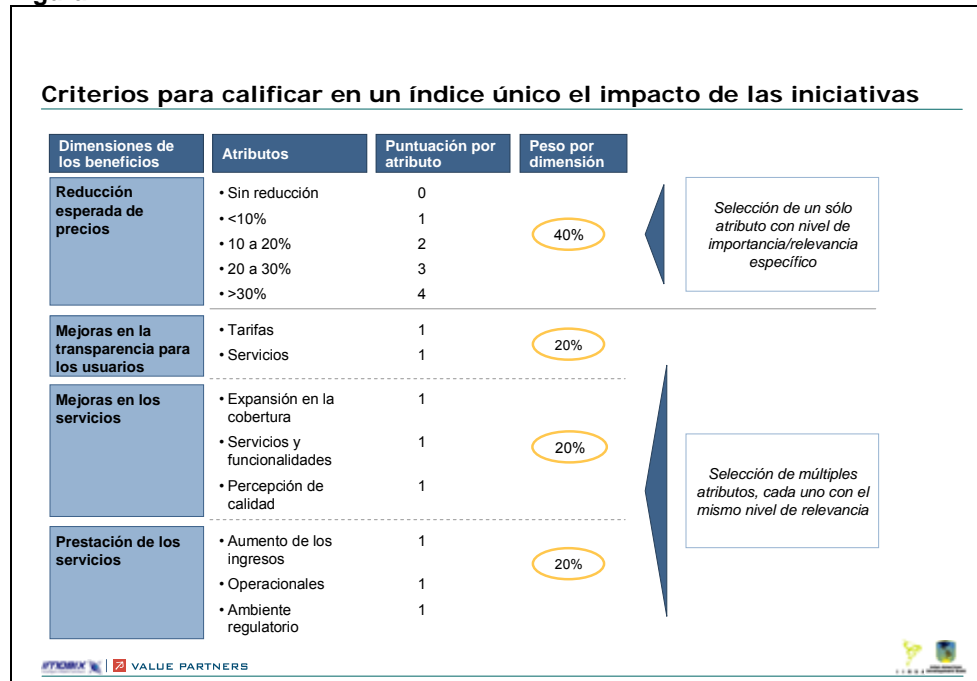 Criterios para calificar en un índice único el impacto de las iniciativas
Dimensiones de
los beneficios
Atributos
Puntuación por
atributo
Peso por
dimensión
Reducción
esperada de
precios
• Sin reducción 0
• <10% 1
• 10 a 20% 2
• 20 a 30% 3
• >30% 4
40%
Selección de un sólo
atributo con nivel de
importancia/relevancia
específico
Mejoras en la
transparencia para
los usuarios
• Tarifas 1
• Servicios 1
20%
Mejoras en los
servicios
• Expansión en la 1
cobertura
• Servicios y 1
funcionalidades
• Percepción de 1
calidad
20%
Selección de múltiples
atributos, cada uno con el
mismo nivel de relevancia
Prestación de los
servicios
• Aumento de los 1
ingresos
• Operacionales 1
• Ambiente 1
regulatorio
20%
VALUE PARTNERS